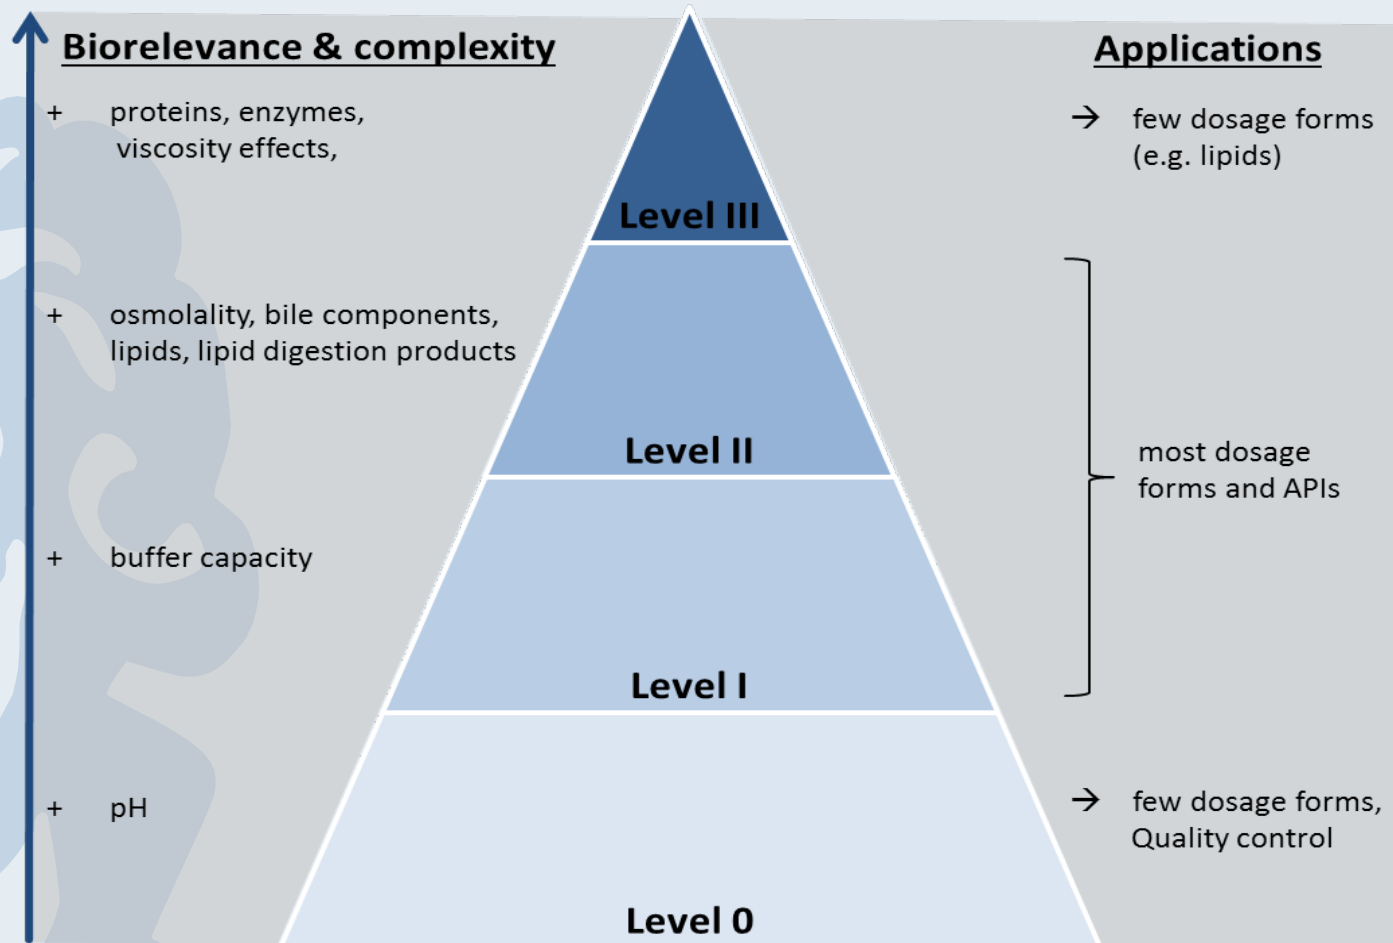 Biorelevance & complexity
+ proteins, enzymes,
viscosity effects,
+ osmolality, bile components,
lipids, lipid digestion products
+ buffer capacity
+ pH
Level III
Level II
Level I
Level 0
Applications
→ few dosage forms
(e.g. lipids)
most dosage
forms and APIs
→ few dosage forms,
Quality control